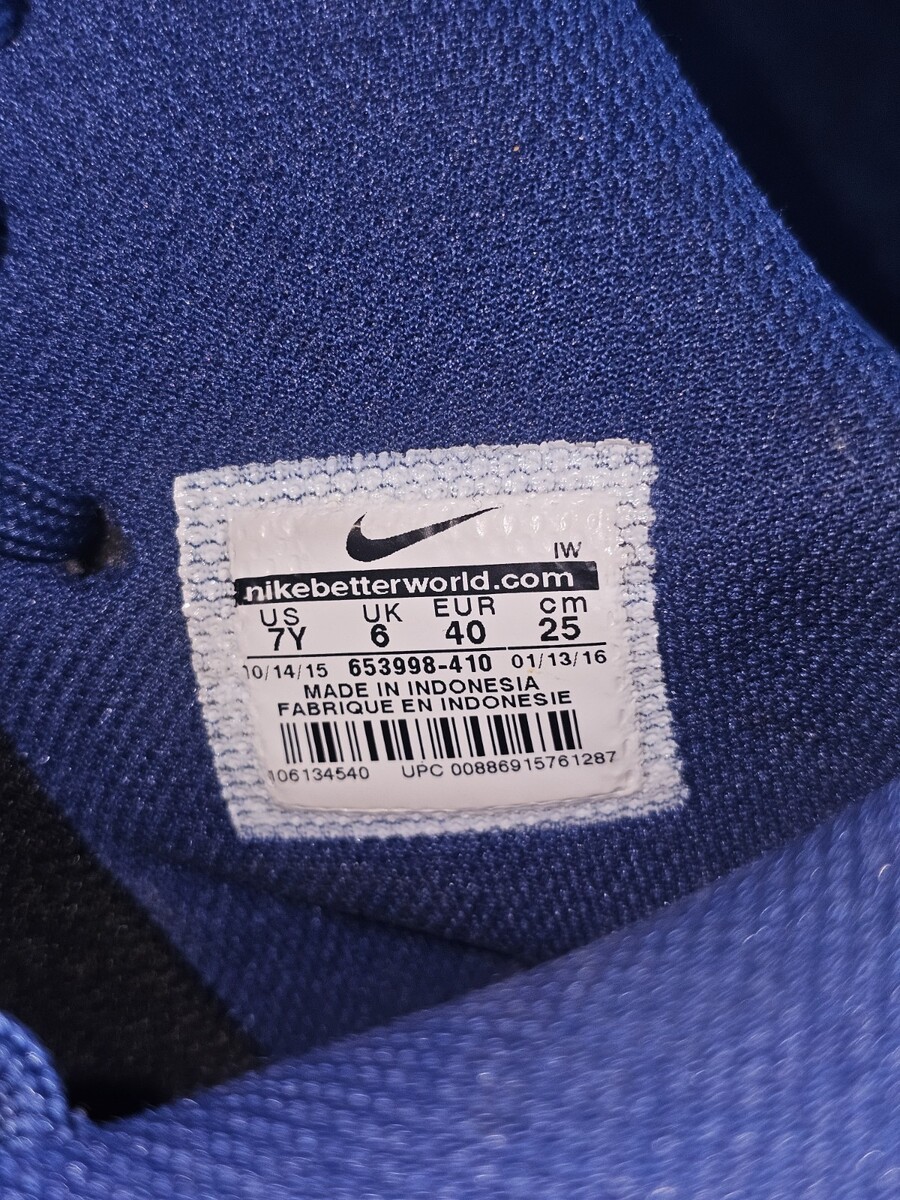 IW
nikebetterworld.com
US UK EUR cm
7Y 6 40 25
10/14/15 653998-410 01/13/16
MADE IN INDONESIA
FABRIQUE EN INDONESIE
106134540 UPC 00886915761287